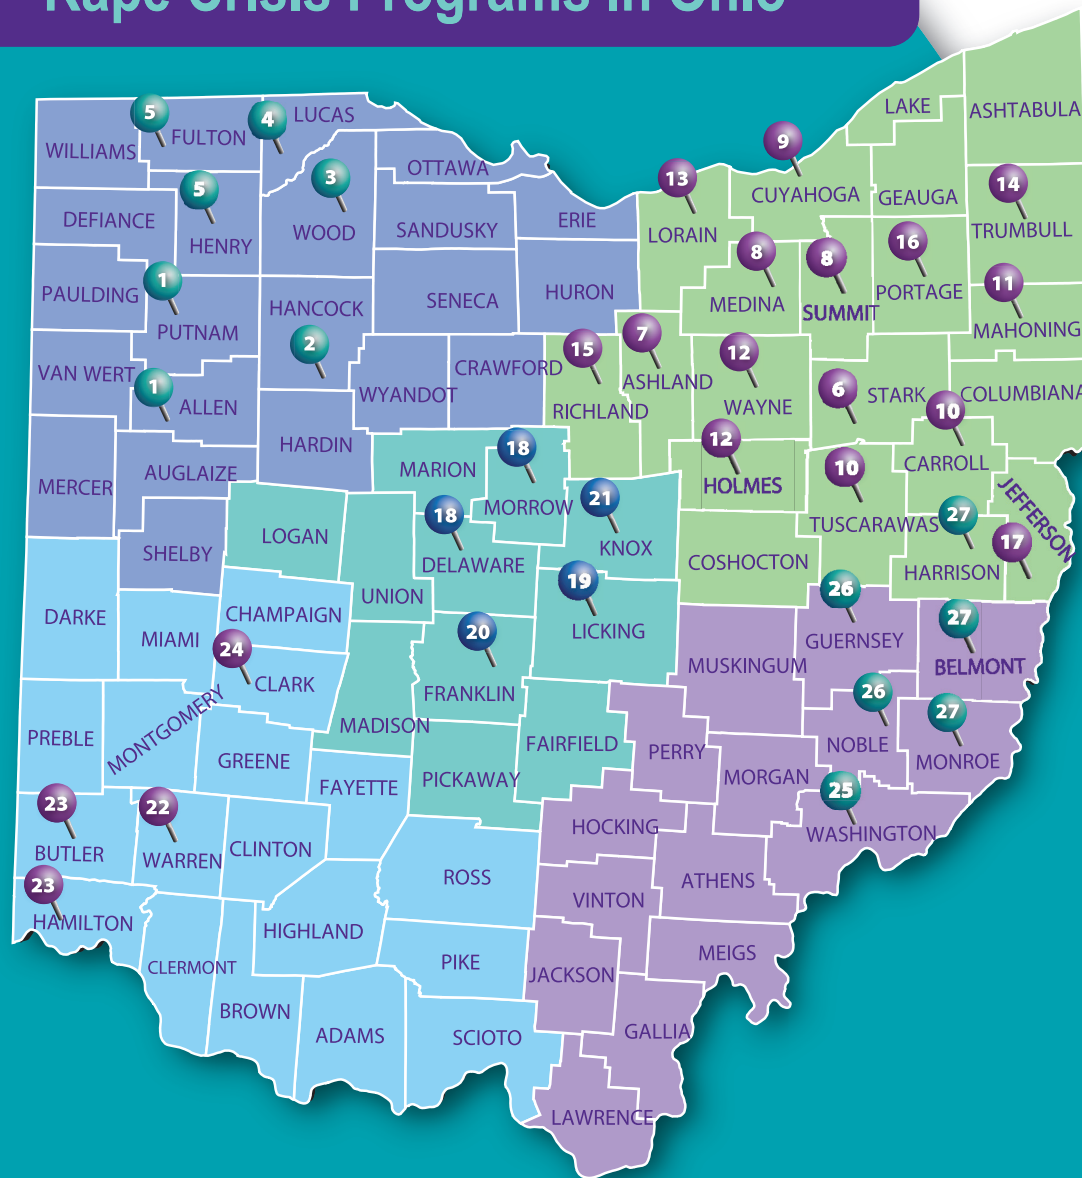 Rape Crisis Programs in Ohio
LAKE
ASHTABULA
5
4
LUCAS
FULTON
WILLIAMS
9
OTTAWA
3
13
CUYAHOGA
GEAUGA
14
5
DEFIANCE
HENRY
WOOD
SANDUSKY
ERIE
LORAIN
TRUMBULL
8
8
16
1
PAULDING
HANCOCK
SENECA
HURON
MEDINA
SUMMIT
PORTAGE
11
PUTNAM
MAHONING
2
15
7
12
VAN WERT
CRAWFORD
ASHLAND
1
ALLEN
WYANDOT
RICHLAND
WAYNE
6
STARK
COLUMBIANA
10
HARDIN
12
MARION
18
10
CARROLL
MERCER
AUGLAIZE
HOLMES
JEFFERSON
21
MORROW
18
27
TUSCARAWAS
LOGAN
KNOX
17
SHELBY
DELAWARE
COSHOCTON
HARRISON
19
UNION
26
DARKE
CHAMPAIGN
27
MIAMI
20
LICKING
GUERNSEY
24
MUSKINGUM
BELMONT
CLARK
FRANKLIN
26
MONTGOMERY
27
MADISON
PREBLE
FAIRFIELD
PERRY
NOBLE
GREENE
MONROE
PICKAWAY
MORGAN
FAYETTE
25
23
22
HOCKING
WASHINGTON
BUTLER
WARREN
CLINTON
ROSS
ATHENS
23
VINTON
HAMILTON
HIGHLAND
MEIGS
CLERMONT
PIKE
JACKSON
BROWN
GALLIA
ADAMS
SCIOTO
LAWRENCE